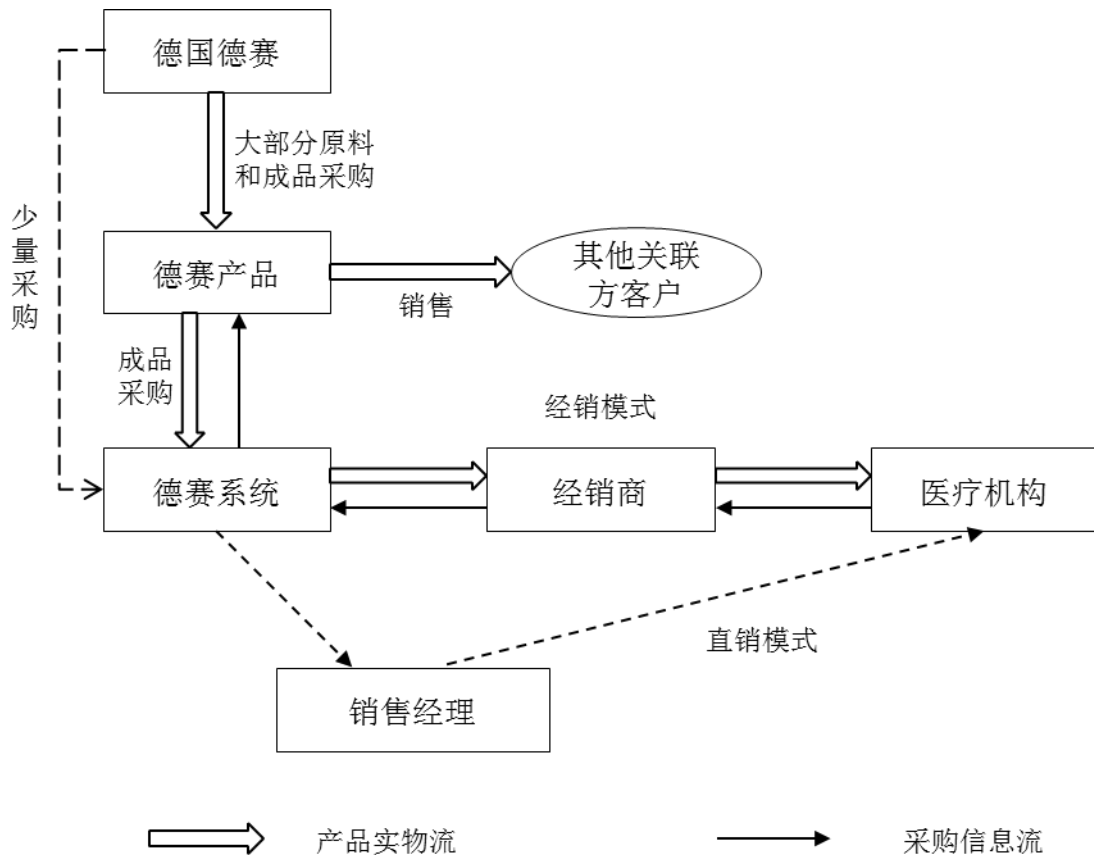 德国德赛
大部分原料
和成品采购
少
量
采
购
德赛产品
销售
其他关联
方客户
成品
采购
经销模式
德赛系统
经销商
医疗机构
直销模式
销售经理
产品实物流
采购信息流